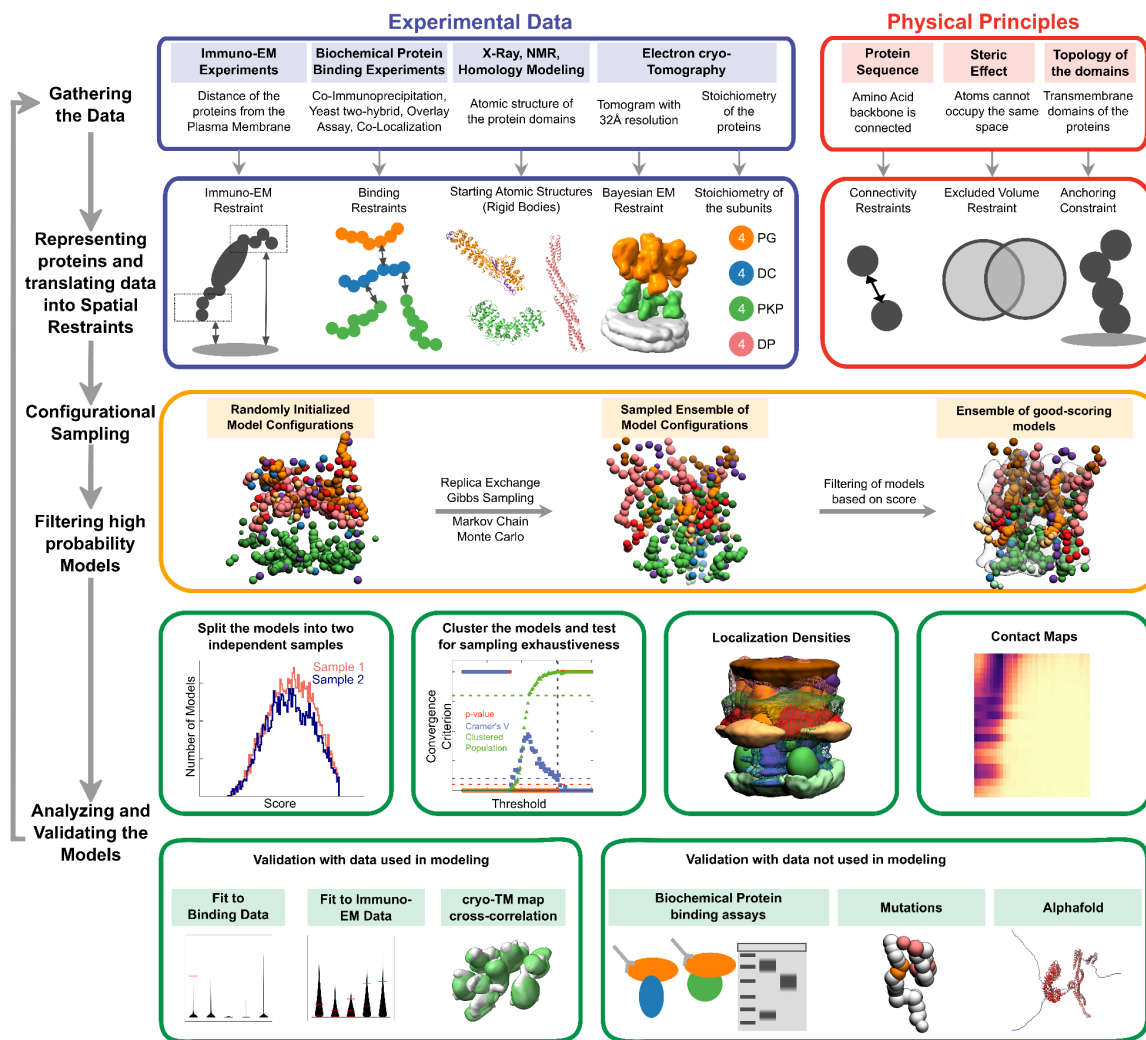 Experimental Data
Physical Principles
Gathering
the Data
Immuno-EM
Experiments
Distance of the
proteins from the
Plasma Membrane
Biochemical Protein
Binding Experiments
Co-Immunoprecipitation,
Yeast two-hybrid, Overlay
Assay, Co-Localization
X-Ray, NMR,
Homology Modeling
Atomic structure of
the protein domains
Electron cryo-
Tomography
Tomogram with
32Å resolution
Stoichiometry
of the
proteins
Protein
Sequence
Amino Acid
backbone is
connected
Steric
Effect
Atoms cannot
occupy the same
space
Topology of
the domains
Transmembrane
domains of the
proteins
Representing
proteins and
translating data
into Spatial
Restraints
Immuno-EM
Restraint
Binding
Restraints
Starting Atomic Structures
(Rigid Bodies)
Bayesian EM
Restraint
Stoichiometry of
the subunits
4 PG
4 DC
4 PKP
4 DP
Connectivity
Restraints
Excluded Volume
Restraint
Anchoring
Constraint
Configurational
Sampling
Filtering high
probability
Models
Randomly Initialized
Model Configurations
Replica Exchange
Gibbs Sampling
Markov Chain
Monte Carlo
Sampled Ensemble of
Model Configurations
Filtering of models
based on score
Ensemble of good-scoring
models
Analyzing and
Validating the
Models
Split the models into two
independent samples
Number of Models
Sample 1
Sample 2
Score
Cluster the models and test
for sampling exhaustiveness
Convergence
Criterion
p-value
Cramer's V
Clustered
Population
Threshold
Localization Densities
Contact Maps
Validation with data used in modeling
Fit to
Binding Data
Fit to Immuno-
EM Data
cryo-TM map
cross-correlation
Validation with data not used in modeling
Biochemical Protein
binding assays
Mutations
Alphafold